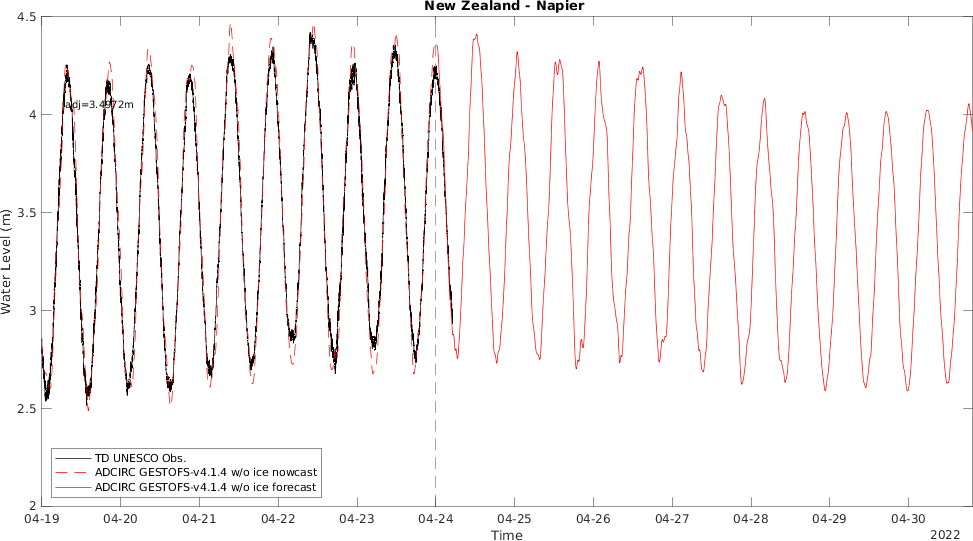 New Zealand - Napier
4.5
4
3.5
3
2.5
2
Water Level (m)
adj=3.4972m
TD UNESCO Obs.
ADCIRC GESTOFS-v4.1.4 w/o ice nowcast
ADCIRC GESTOFS-v4.1.4 w/o ice forecast
04-19 04-20 04-21 04-22 04-23 04-24 04-25 04-26 04-27 04-28 04-29 04-30
Time
2022